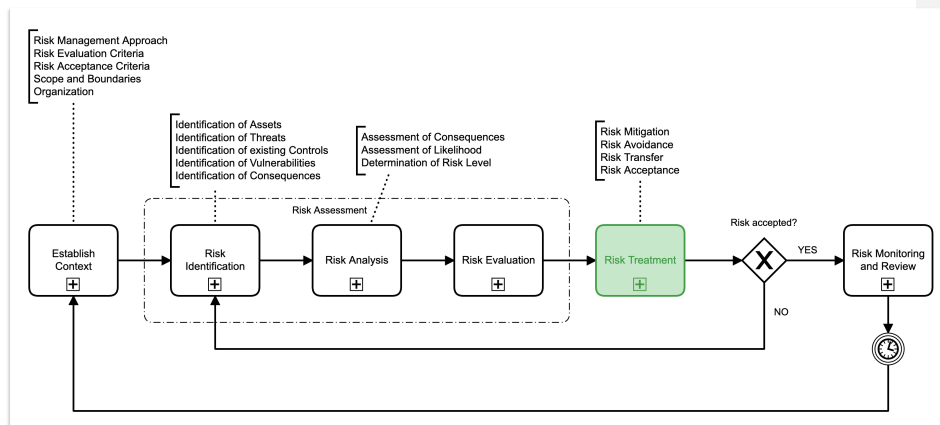 Risk Management Approach
Risk Evaluation Criteria
Risk Acceptance Criteria
Scope and Boundaries
Organization
Identification of Assets
Identification of Threats
Identification of existing Controls
Identification of Vulnerabilities
Identification of Consequences
Assessment of Consequences
Assessment of Likelihood
Determination of Risk Level
Risk Mitigation
Risk Avoidance
Risk Transfer
Risk Acceptance
Risk Assessment
Risk accepted?
Establish
Context
Risk
Identification
Risk Analysis
Risk Evaluation
Risk Treatment
X
YES
Risk Monitoring
and Review
NO